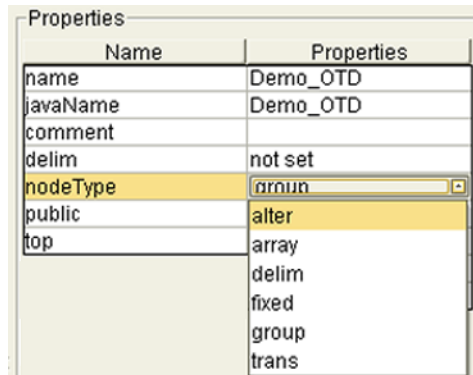 Properties
Name Properties
name Demo_OTD
javaName Demo_OTD
comment
delim not set
nodeType group
public alter
top array
delim
fixed
group
trans